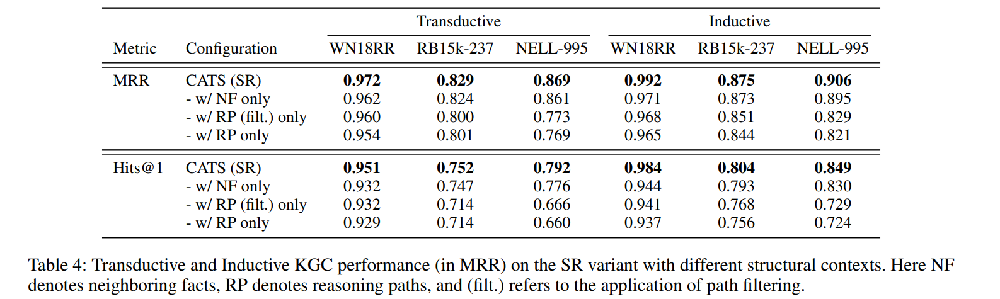 Transductive Inductive
Metric Configuration WN18RR RB15k-237 NELL-995 WN18RR RB15k-237 NELL-995
MRR CATS (SR) 0.972 0.829 0.869 0.992 0.875 0.906
- w/ NF only 0.962 0.824 0.861 0.971 0.873 0.895
- w/ RP (filt.) only 0.960 0.800 0.773 0.968 0.851 0.829
- w/ RP only 0.954 0.801 0.769 0.965 0.844 0.821
Hits@1 CATS (SR) 0.951 0.752 0.792 0.984 0.804 0.849
- w/ NF only 0.932 0.747 0.776 0.944 0.793 0.830
- w/ RP (filt.) only 0.932 0.714 0.666 0.941 0.768 0.729
- w/ RP only 0.929 0.714 0.660 0.937 0.756 0.724
Table 4: Transductive and Inductive KGC performance (in MRR) on the SR variant with different structural contexts. Here NF
denotes neighboring facts, RP denotes reasoning paths, and (filt.) refers to the application of path filtering.